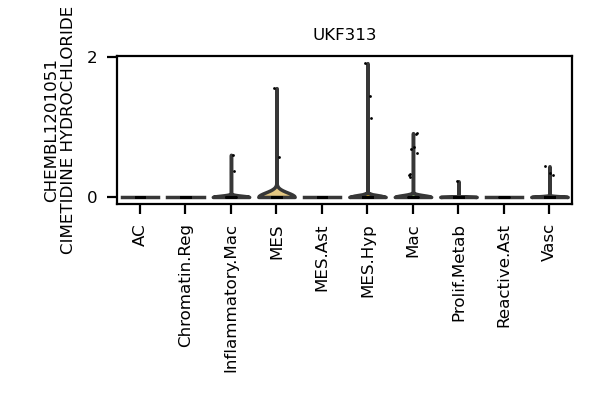 UKF313
CHEMBL1201051
CIMETIDINE HYDROCHLORIDE
2
0
AC
Chromatin.Reg
Inflammatory.Mac
MES
MES.Ast
MES.Hyp
Mac
Prolif.Metab
Reactive.Ast
Vasc